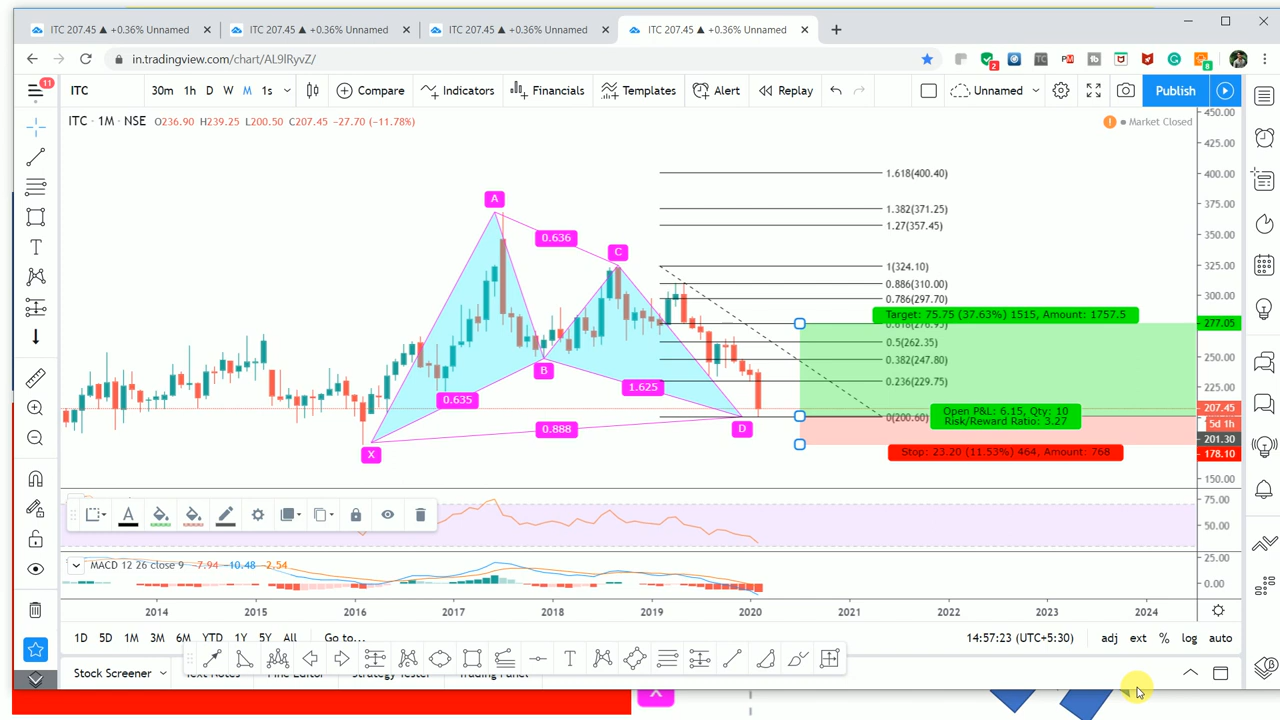 ITC 207.45 ▲ +0.36% Unnamed
ITC 207.45 ▲ +0.36% Unnamed
ITC 207.45 ▲ +0.36% Unnamed
ITC 207.45 ▲ +0.36% Unnamed
in.tradingview.com/chart/AL9lRyvZ/
11
ITC 30m 1h D W M 1s Compare Indicators Financials Templates Alert Replay Unnamed Publish
ITC · 1M · NSE O236.90 H239.25 L200.50 C207.45 −27.70 (−11.78%)
Market Closed
450.00
425.00
400.00
375.00
350.00
325.00
300.00
277.05
250.00
225.00
207.45
5d 1h
201.30
178.10
150.00
1.618(400.40)
1.382(371.25)
1.27(357.45)
1(324.10)
0.886(310.00)
0.786(297.70)
Target: 75.75 (37.63%) 1515, Amount: 1757.5
0.5(262.35)
0.382(247.80)
0.236(229.75)
0(200.60)
Open P&L: 6.15, Qty: 10
Risk/Reward Ratio: 3.27
Stop: 23.20 (11.53%) 464, Amount: 768
A
0.636
C
B
1.625
0.635
0.888
D
X
75.00
50.00
MACD 12 26 close 9 −7.94 −10.48 −2.54
25.00
0.00
2014 2015 2016 2017 2018 2019 2020 2021 2022 2023 2024
1D 5D 1M 3M 6M YTD 1Y 5Y All Go to... 14:57:23 (UTC+5:30) adj ext % log auto
Stock Screener Text Notes Pine Editor Strategy Tester Trading Panel
X